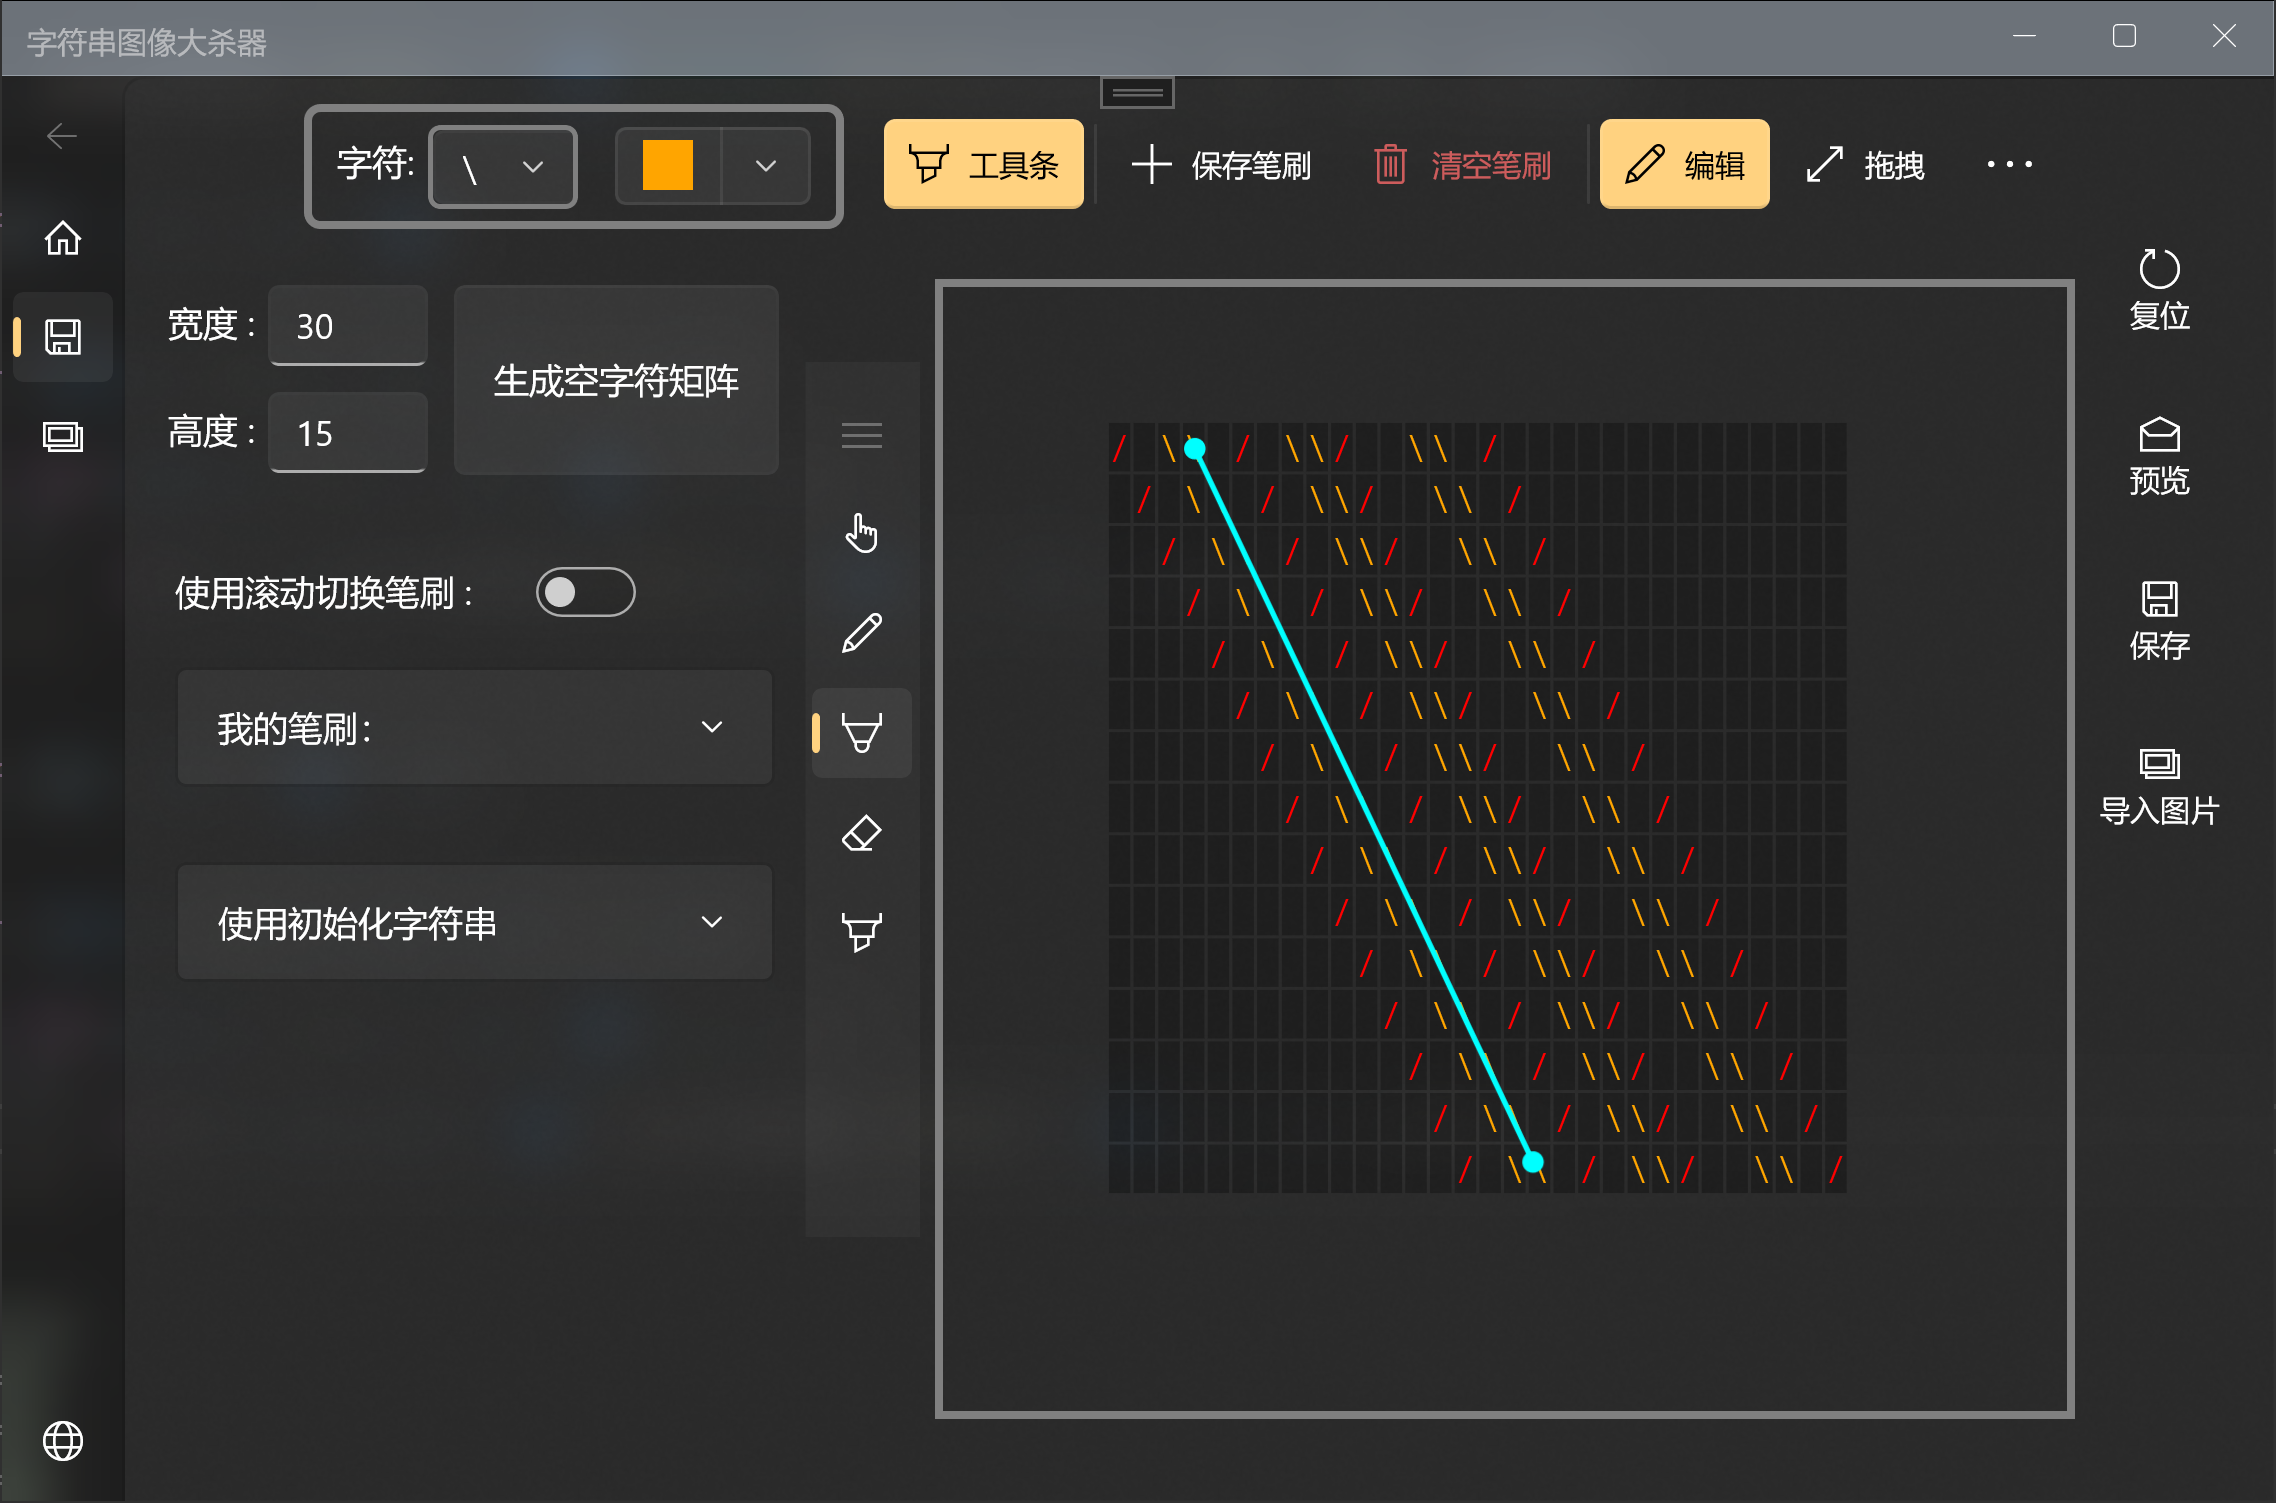 字符串图像大杀器
字符: \
工具条
保存笔刷
清空笔刷
编辑
拖拽
宽度 : 30
高度 : 15
生成空字符矩阵
使用滚动切换笔刷 :
我的笔刷 :
使用初始化字符串
复位
预览
保存
导入图片
/ \\ / \\/ \\ /
/ \ / \\/ \\ /
/ \ / \\/ \\ /
/ \ / \\/ \\ /
/ \ / \\/ \\ /
/ \ / \\/ \\ /
/ \ / \\/ \\ /
/ \ / \\/ \\ /
/ \ / \\/ \\ /
/ \ / \\/ \\ /
/ \ / \\/ \\ /
/ \ / \\/ \\ /
/ \\ / \\/ \\ /
/ \\ / \\/ \\ /
/ \\ / \\/ \\ /